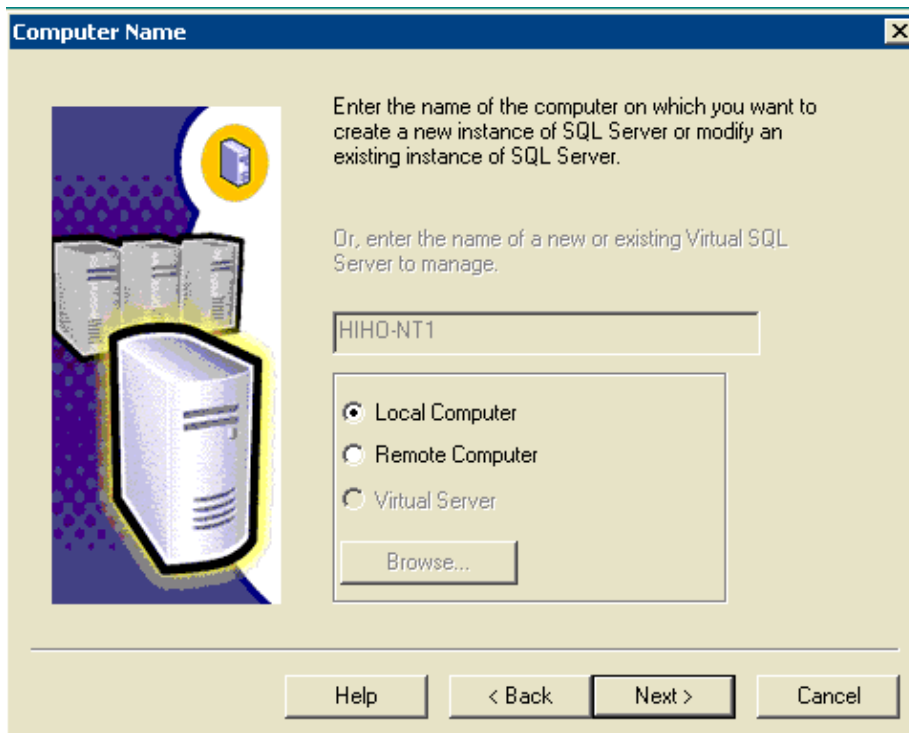 Computer Name
Enter the name of the computer on which you want to
create a new instance of SQL Server or modify an
existing instance of SQL Server.
Or, enter the name of a new or existing Virtual SQL
Server to manage.
HIHO-NT1
Local Computer
Remote Computer
Virtual Server
Browse...
Help
< Back
Next >
Cancel